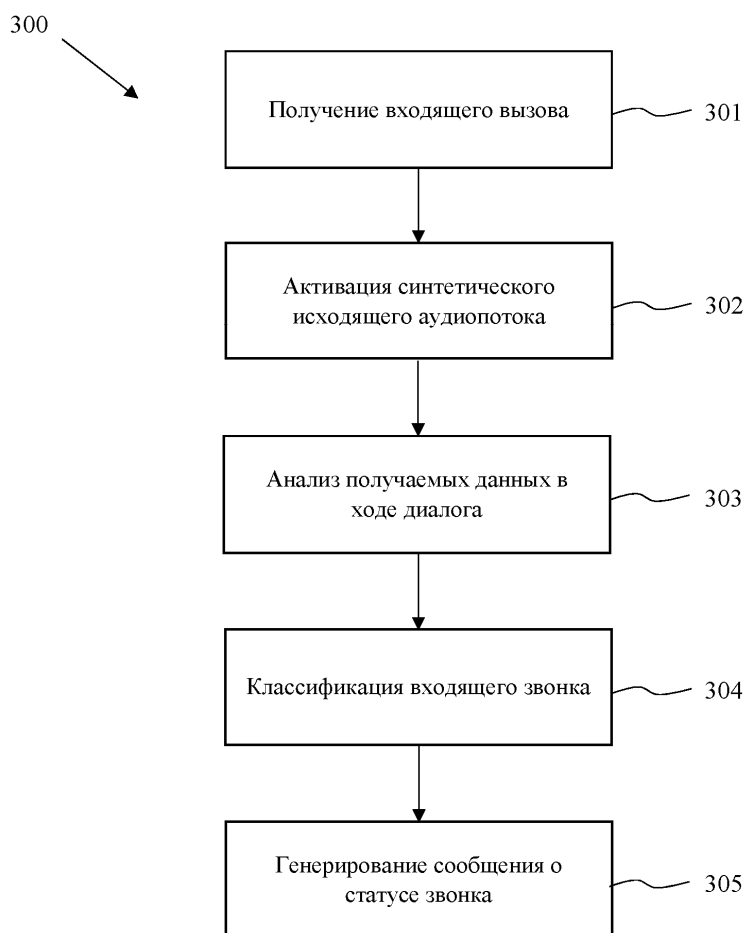 300
Получение входящего вызова
301
Активация синтетического
исходящего аудиопотока
302
Анализ получаемых данных в
ходе диалога
303
Классификация входящего звонка
304
Генерирование сообщения о
статусе звонка
305